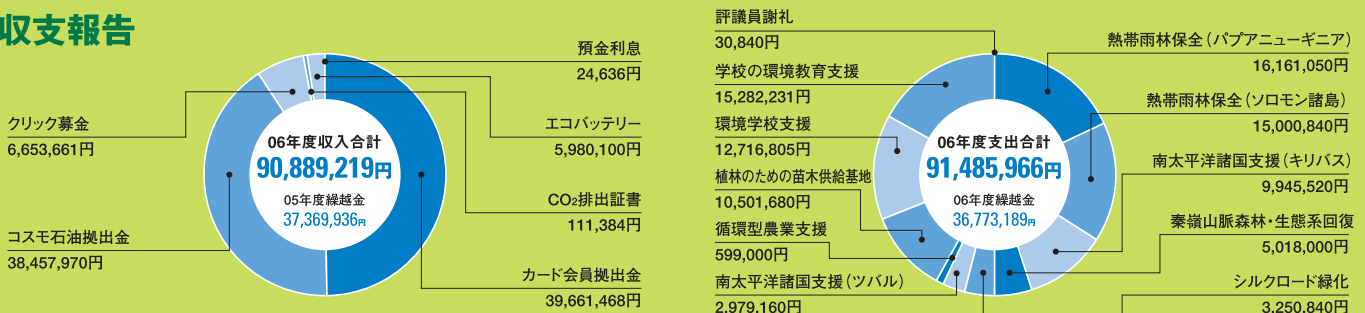 収支報告
預金利息
24,636円
クリック募金
6,653,661円
エコバッテリー
5,980,100円
06年度収入合計
90,889,219円
05年度繰越金
37,369,936円
CO2排出証書
111,384円
コスモ石油拠出金
38,457,970円
カード会員拠出金
39,661,468円
評議員謝礼
30,840円
熱帯雨林保全（パプアニューギニア）
16,161,050円
学校の環境教育支援
15,282,231円
熱帯雨林保全（ソロモン諸島）
15,000,840円
環境学校支援
12,716,805円
06年度支出合計
91,485,966円
06年度繰越金
36,773,189円
南太平洋諸国支援（キリバス）
9,945,520円
植林のための苗木供給基地
10,501,680円
秦嶺山脈森林・生態系回復
5,018,000円
循環型農業支援
599,000円
南太平洋諸国支援（ツバル）
2,979,160円
シルクロード緑化
3,250,840円